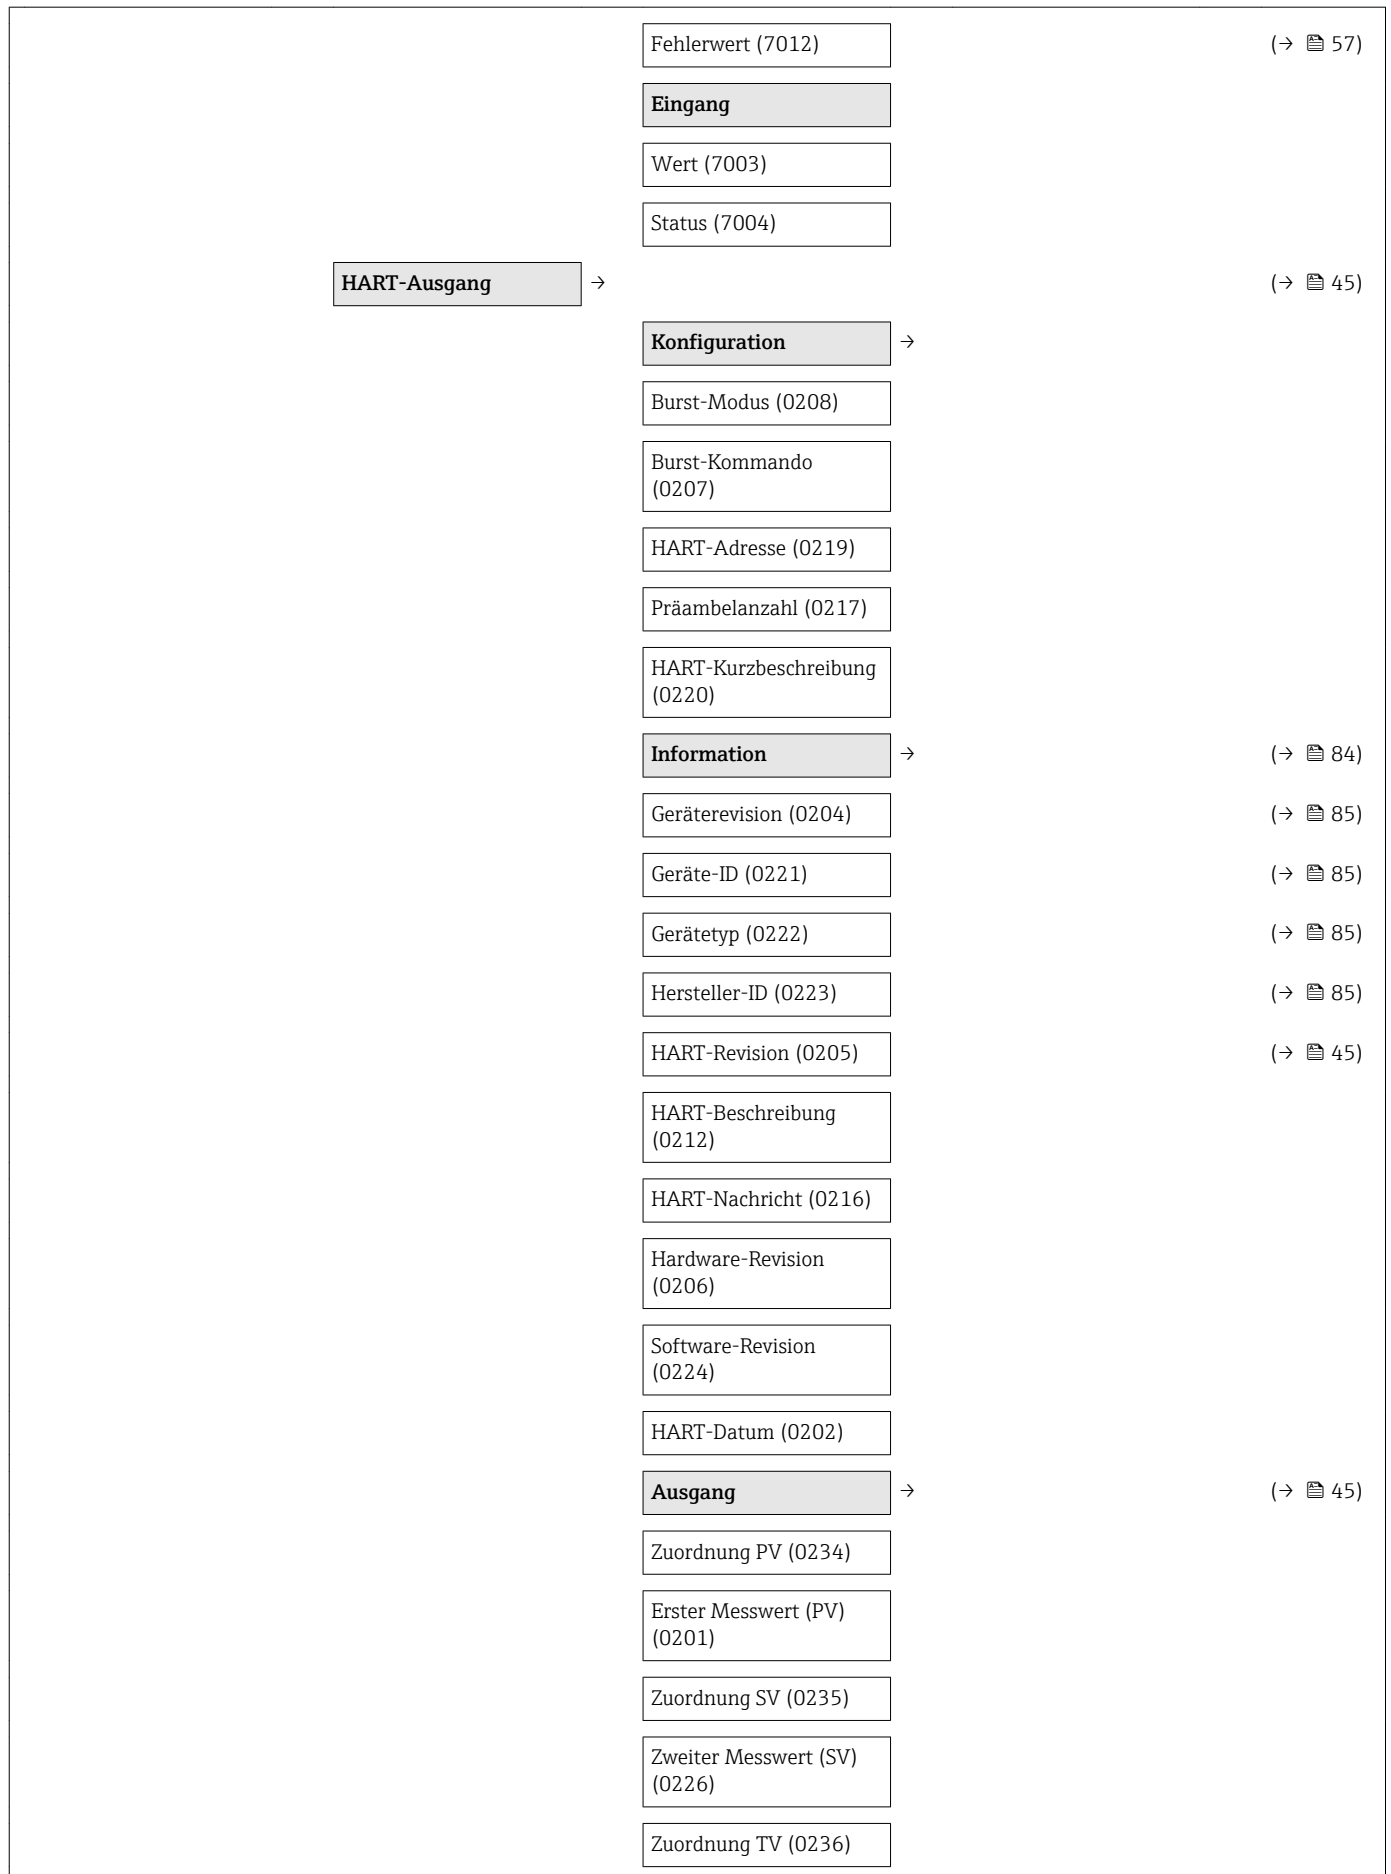 Fehlerwert (7012) (→ 57)
Eingang
Wert (7003)
Status (7004)
HART-Ausgang → (→ 45)
Konfiguration →
Burst-Modus (0208)
Burst-Kommando
(0207)
HART-Adresse (0219)
Präambelanzahl (0217)
HART-Kurzbeschreibung
(0220)
Information → (→ 84)
Geräterevision (0204) (→ 85)
Geräte-ID (0221) (→ 85)
Gerätetyp (0222) (→ 85)
Hersteller-ID (0223) (→ 85)
HART-Revision (0205) (→ 45)
HART-Beschreibung
(0212)
HART-Nachricht (0216)
Hardware-Revision
(0206)
Software-Revision
(0224)
HART-Datum (0202)
Ausgang → (→ 45)
Zuordnung PV (0234)
Erster Messwert (PV)
(0201)
Zuordnung SV (0235)
Zweiter Messwert (SV)
(0226)
Zuordnung TV (0236)